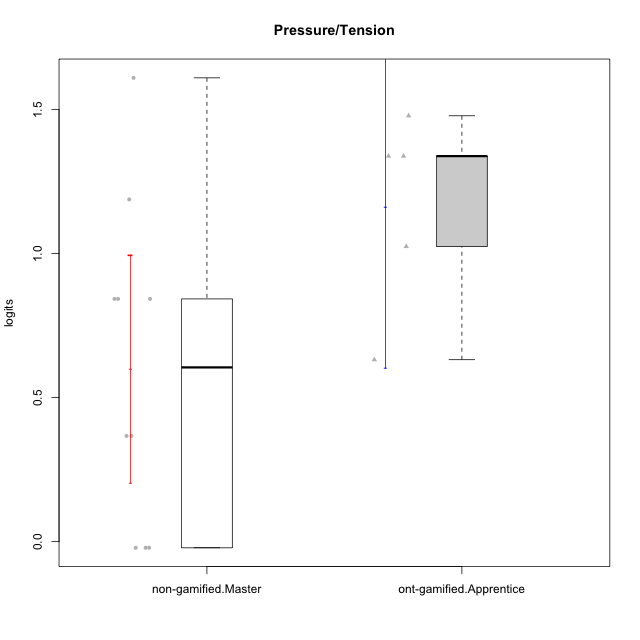 Pressure/Tension
logits
1.5
1.0
0.5
0.0
non-gamified.Master
ont-gamified.Apprentice